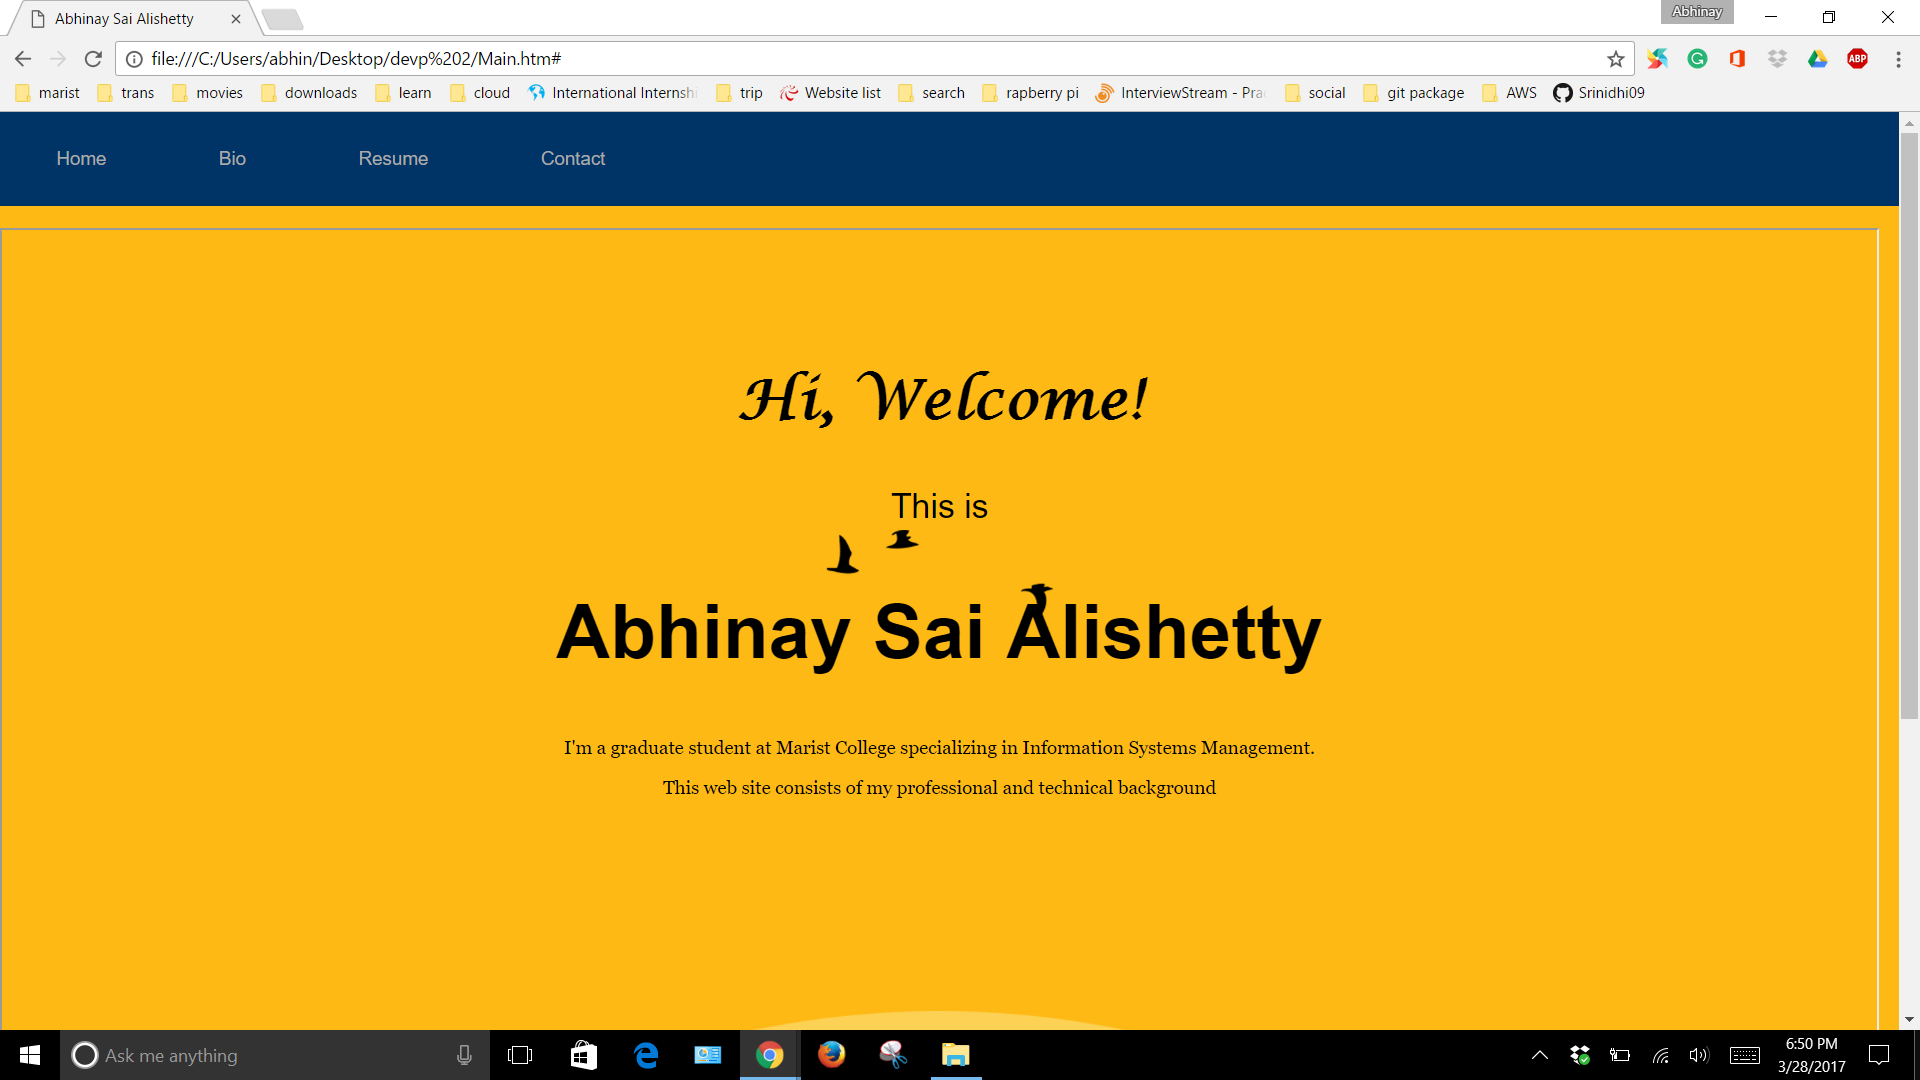 Abhinay Sai Alishetty
Abhinay
file:///C:/Users/abhin/Desktop/devp%202/Main.htm#
ABP
marist trans movies downloads learn cloud International Internshi trip Website list search rapberry pi InterviewStream - Pra social git package AWS Srinidhi09
Home Bio Resume Contact
Hi, Welcome!
This is
Abhinay Sai Alishetty
I'm a graduate student at Marist College specializing in Information Systems Management.
This web site consists of my professional and technical background
Ask me anything
6:50 PM
3/28/2017